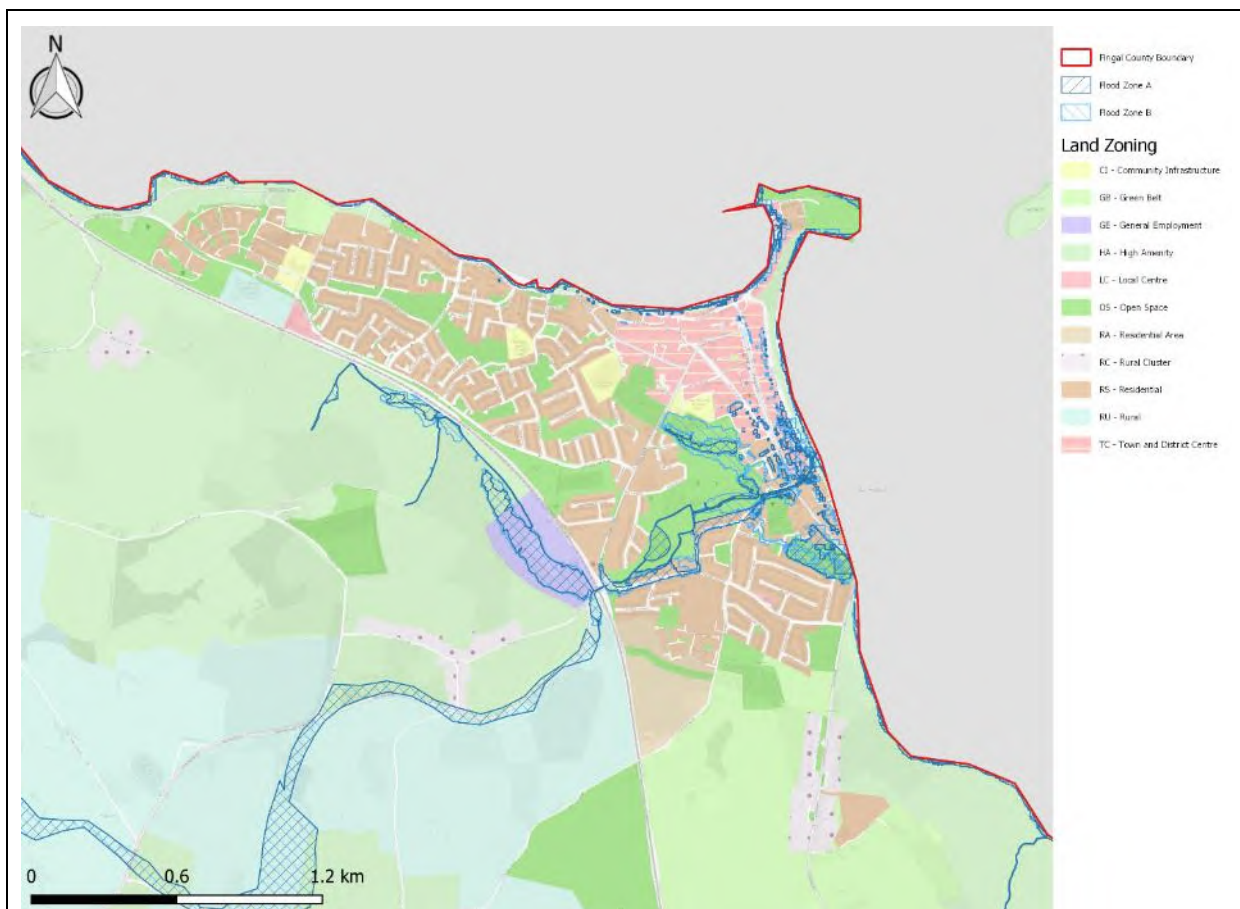 N
Fingal County Boundary
Flood Zone A
Flood Zone B
Land Zoning
CI - Community Infrastructure
GB - Green Belt
GE - General Employment
HA - High Amenity
LC - Local Centre
OS - Open Space
RA - Residential Area
RC - Rural Cluster
RS - Residential
RU - Rural
TC - Town and District Centre
0 0.6 1.2 km